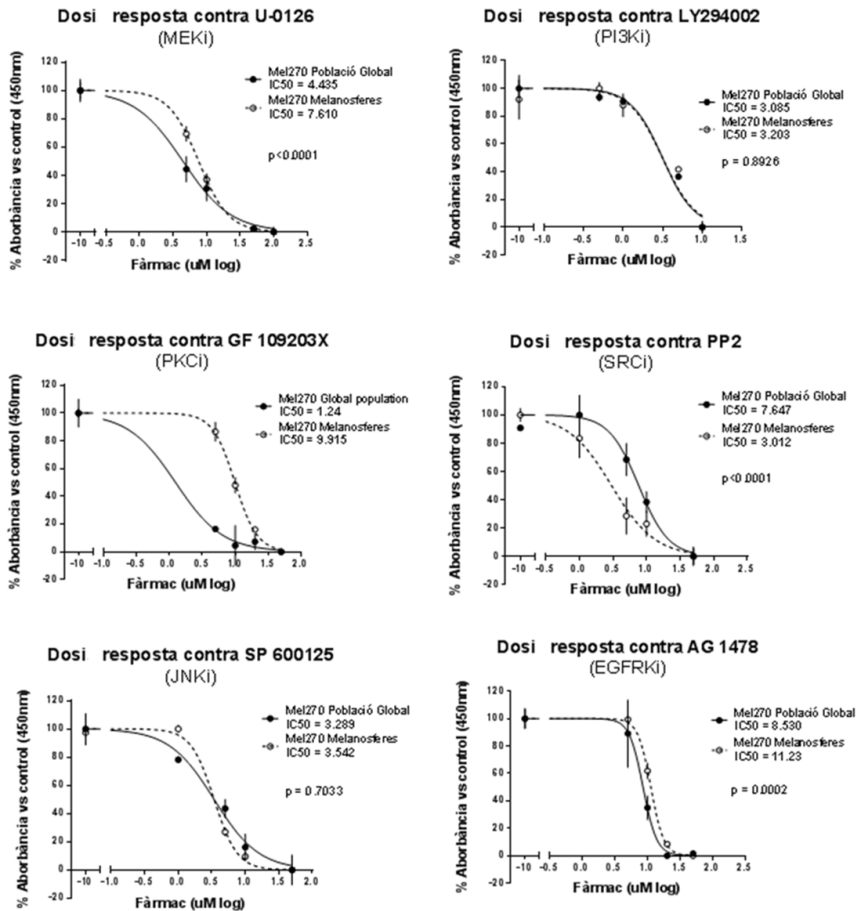 Dosi resposta contra U-0126
(MEKi)
% Aborbància vs control (450nm)
120
100
80
60
40
20
0
-20
-10
-0.5
0.0
0.5
1.0
1.5
2.0
2.5
Fàrmac (uM log)
Mel270 Població Global
IC50 = 4.435
Mel270 Melanosferes
IC50 = 7.610
p<0.0001
Dosi resposta contra LY294002
(PI3Ki)
% Aborbància vs control (450nm)
120
100
80
60
40
20
0
-20
-10
-1.0
-0.5
0.0
0.5
1.0
1.5
Fàrmac (uM log)
Mel270 Població Global
IC50 = 3.085
Mel270 Melanosferes
IC50 = 3.203
p = 0.8926
Dosi resposta contra GF 109203X
(PKCi)
% Aborbància vs control (450nm)
120
100
80
60
40
20
0
-20
-10
-1.0
-0.5
0.0
0.5
1.0
1.5
2.0
Fàrmac (uM log)
Mel270 Global population
IC50 = 1.24
Mel270 Melanosferes
IC50 = 9.915
Dosi resposta contra PP2
(SRCi)
% Aborbància vs control (450nm)
120
100
80
60
40
20
0
-20
-10
-0.5
0.0
0.5
1.0
1.5
2.0
2.5
Fàrmac (uM log)
Mel270 Població Global
IC50 = 7.647
Mel270 Melanosferes
IC50 = 3.012
p<0.0001
Dosi resposta contra SP 600125
(JNKi)
% Aborbància vs control (450nm)
120
100
80
60
40
20
0
-20
-10
-1.0
-0.5
0.0
0.5
1.0
1.5
2.0
Fàrmac (uM log)
Mel270 Població Global
IC50 = 3.289
Mel270 Melanosferes
IC50 = 3.542
p = 0.7033
Dosi resposta contra AG 1478
(EGFRKi)
% Aborbància vs control (450nm)
120
100
80
60
40
20
0
-20
-10
-0.5
0.0
0.5
1.0
1.5
2.0
2.5
Fàrmac (uM log)
Mel270 Població Global
IC50 = 8.530
Mel270 Melanosferes
IC50 = 11.23
p = 0.0002